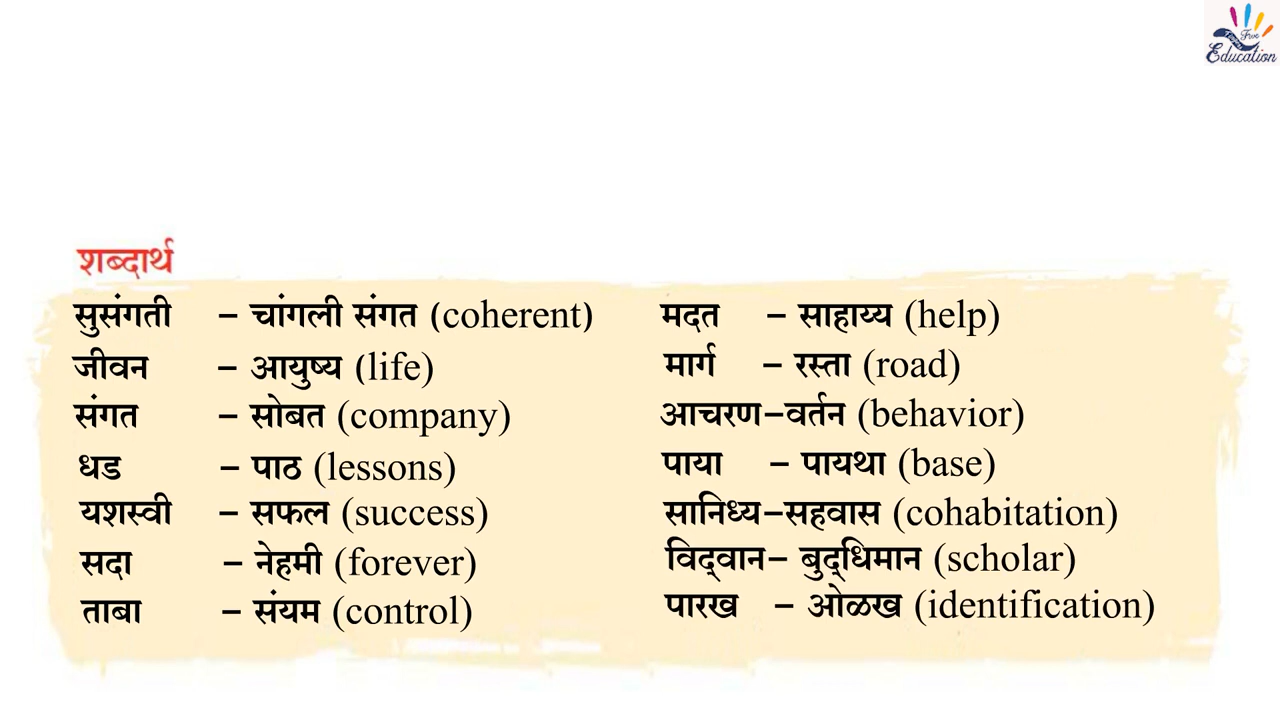 Five
Education
शब्दार्थ
सुसंगती – चांगली संगत (coherent)
जीवन – आयुष्य (life)
संगत – सोबत (company)
धड – पाठ (lessons)
यशस्वी – सफल (success)
सदा – नेहमी (forever)
ताबा – संयम (control)
मदत – साहाय्य (help)
मार्ग – रस्ता (road)
आचरण–वर्तन (behavior)
पाया – पायथा (base)
सानिध्य–सहवास (cohabitation)
विद्‌वान– बुद्‌धिमान (scholar)
पारख – ओळख (identification)